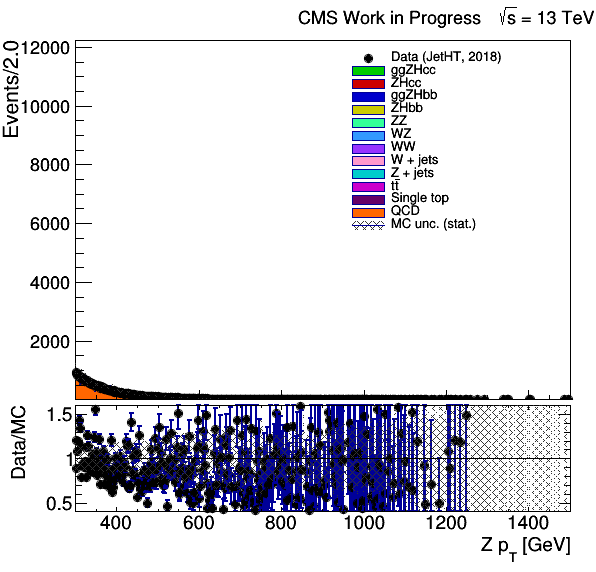 CMS Work in Progress √s = 13 TeV
Events/2.0
12000
10000
8000
6000
4000
2000
Data (JetHT, 2018)
ggZHcc
ZHcc
ggZHbb
ZHbb
ZZ
WZ
WW
W + jets
Z + jets
tt̄
Single top
QCD
MC unc. (stat.)
Data/MC
1.5
1
0.5
400 600 800 1000 1200 1400
Z p_T [GeV]